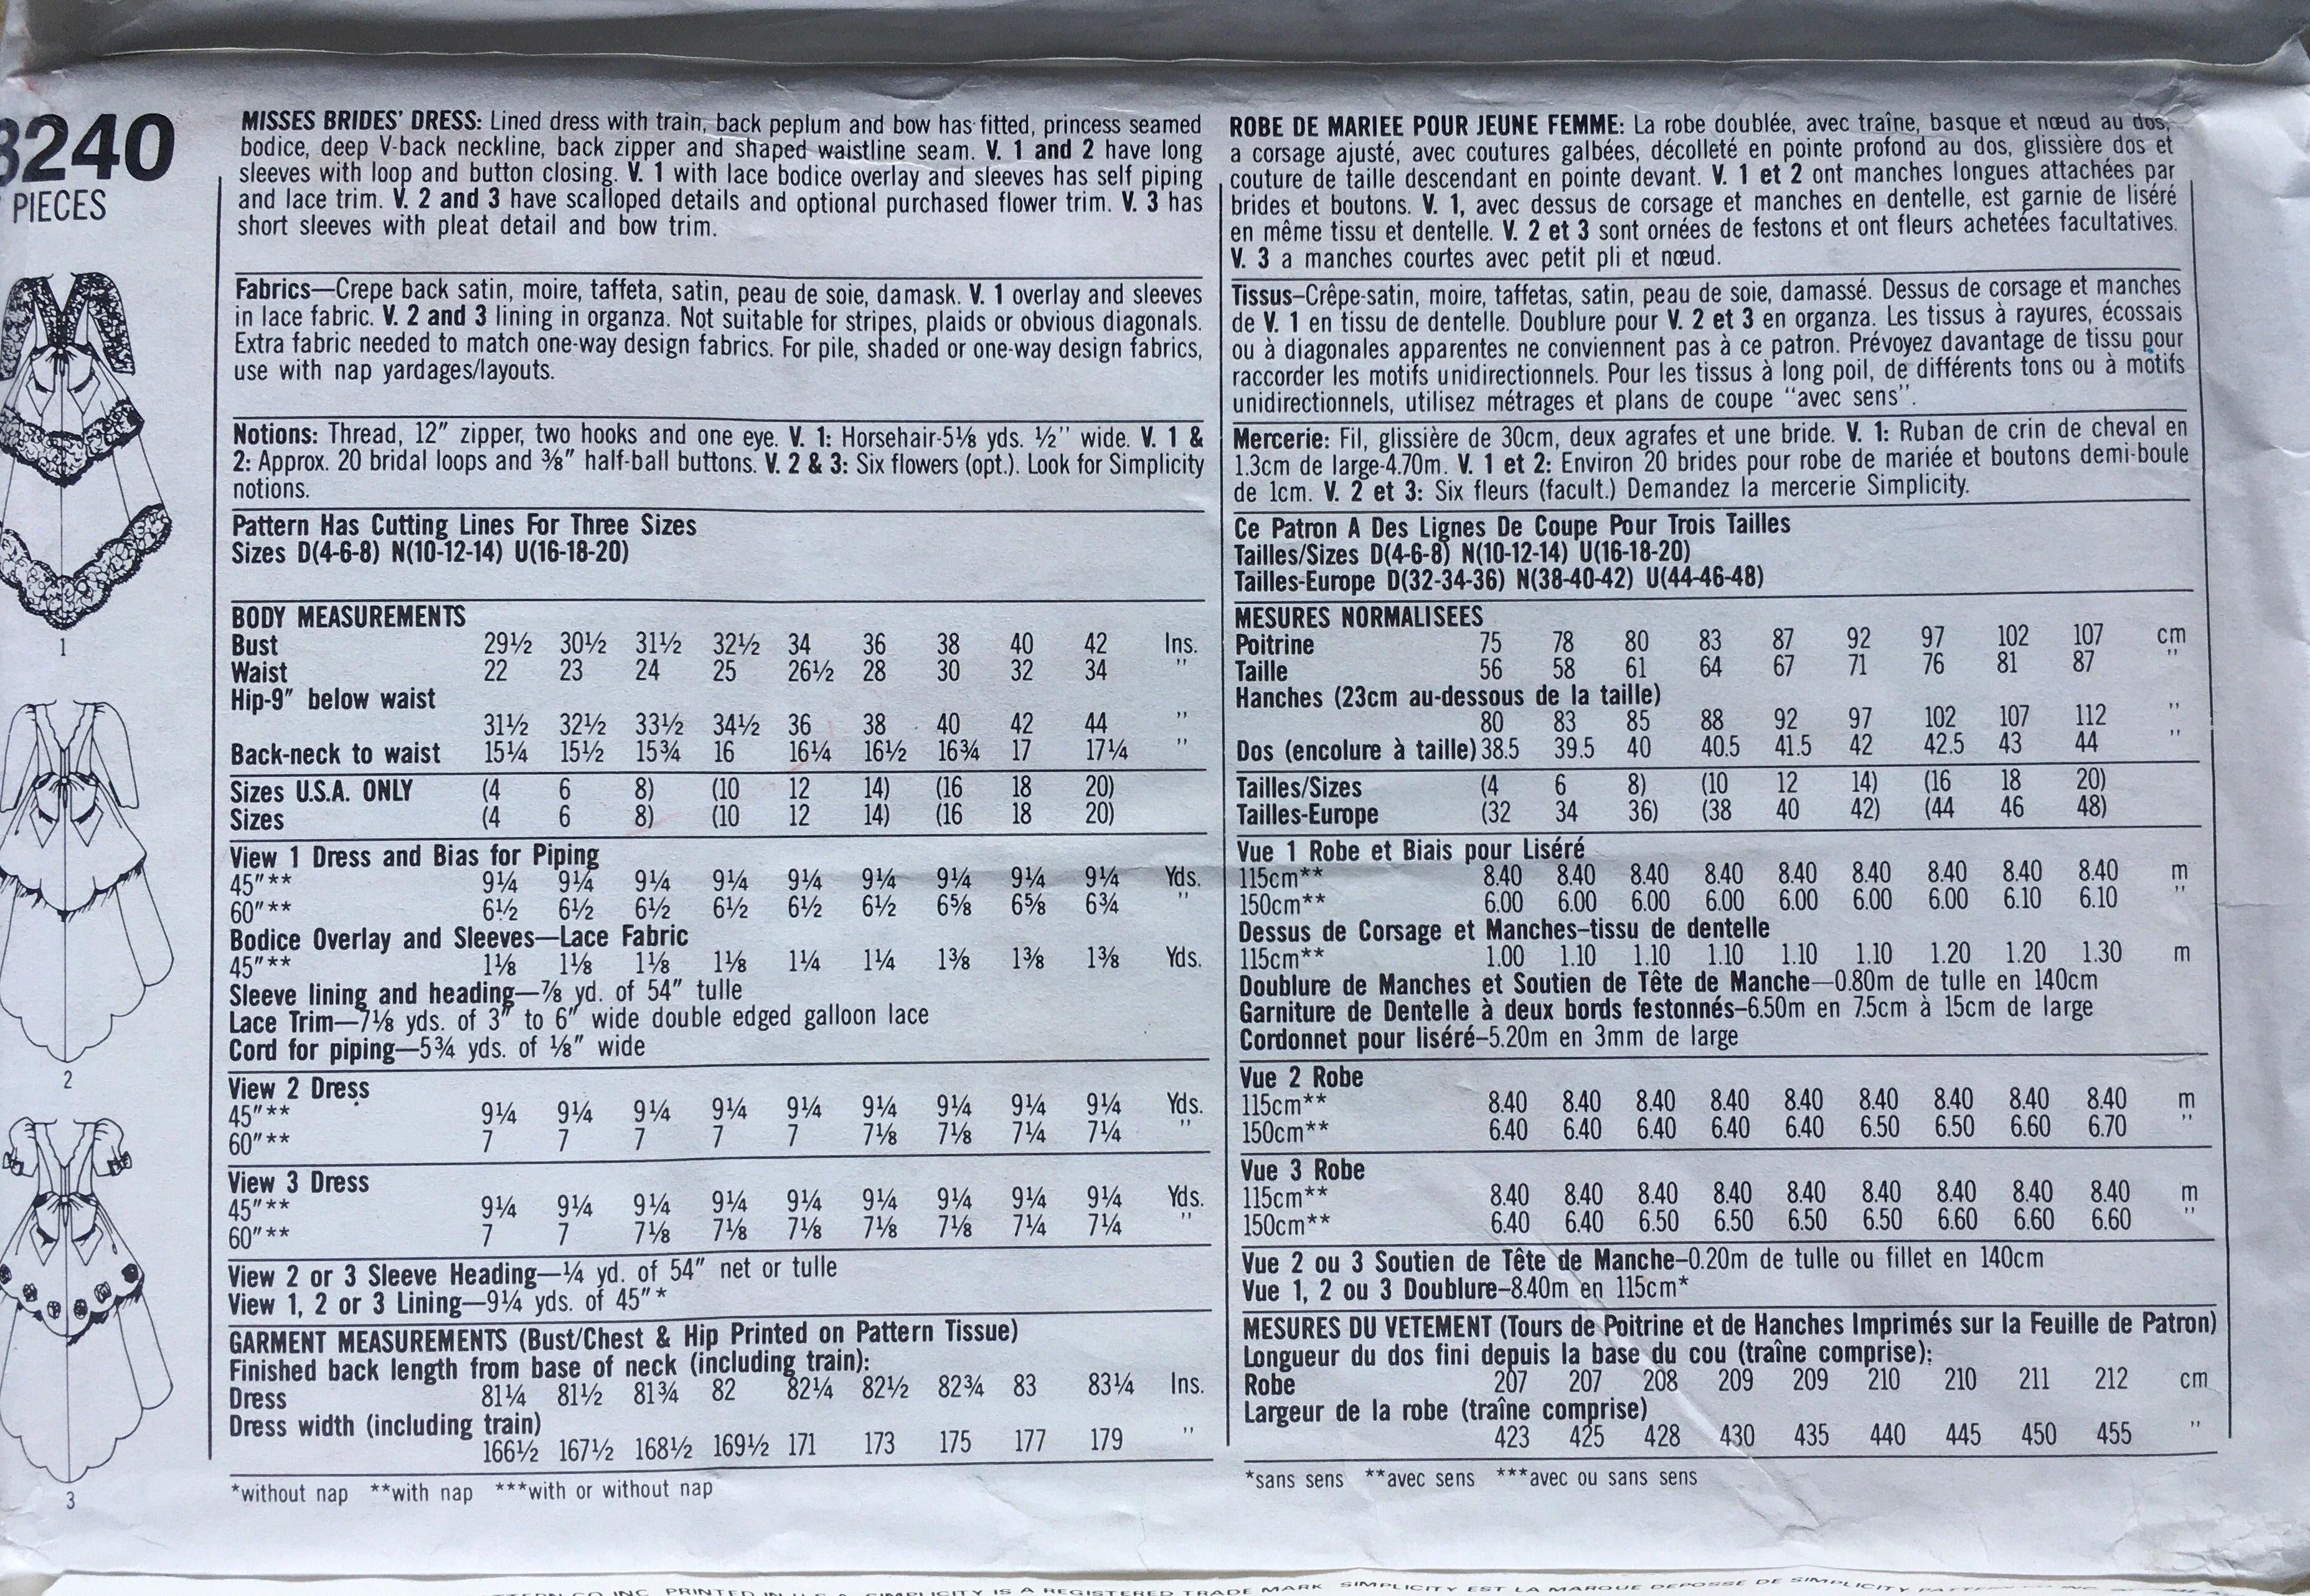 8240
PIECES
1
2
3
MISSES BRIDES' DRESS: Lined dress with train, back peplum and bow has fitted, princess seamed
bodice, deep V-back neckline, back zipper and shaped waistline seam. V. 1 and 2 have long
sleeves with loop and button closing. V. 1 with lace bodice overlay and sleeves has self piping
and lace trim. V. 2 and 3 have scalloped details and optional purchased flower trim. V. 3 has
short sleeves with pleat detail and bow trim.
Fabrics—Crepe back satin, moire, taffeta, satin, peau de soie, damask. V. 1 overlay and sleeves
in lace fabric. V. 2 and 3 lining in organza. Not suitable for stripes, plaids or obvious diagonals.
Extra fabric needed to match one-way design fabrics. For pile, shaded or one-way design fabrics,
use with nap yardages/layouts.
Notions: Thread, 12" zipper, two hooks and one eye. V. 1: Horsehair-5⅛ yds. ½" wide. V. 1 &
2: Approx. 20 bridal loops and ⅜" half-ball buttons. V. 2 & 3: Six flowers (opt.). Look for Simplicity
notions.
Pattern Has Cutting Lines For Three Sizes
Sizes D(4-6-8) N(10-12-14) U(16-18-20)
BODY MEASUREMENTS
Bust 29½ 30½ 31½ 32½ 34 36 38 40 42 Ins.
Waist 22 23 24 25 26½ 28 30 32 34 "
Hip-9" below waist
31½ 32½ 33½ 34½ 36 38 40 42 44 "
Back-neck to waist 15¼ 15½ 15¾ 16 16¼ 16½ 16¾ 17 17¼ "
Sizes U.S.A. ONLY (4 6 8) (10 12 14) (16 18 20)
Sizes (4 6 8) (10 12 14) (16 18 20)
View 1 Dress and Bias for Piping
45"** 9¼ 9¼ 9¼ 9¼ 9¼ 9¼ 9¼ 9¼ 9¼ Yds.
60"** 6½ 6½ 6½ 6½ 6½ 6½ 6⅝ 6⅝ 6¾ "
Bodice Overlay and Sleeves—Lace Fabric
45"** 1⅛ 1⅛ 1⅛ 1⅛ 1¼ 1¼ 1⅜ 1⅜ 1⅜ Yds.
Sleeve lining and heading—⅞ yd. of 54" tulle
Lace Trim—7⅛ yds. of 3" to 6" wide double edged galloon lace
Cord for piping—5¾ yds. of ⅛" wide
View 2 Dress
45"** 9¼ 9¼ 9¼ 9¼ 9¼ 9¼ 9¼ 9¼ 9¼ Yds.
60"** 7 7 7 7 7 7⅛ 7⅛ 7¼ 7¼ "
View 3 Dress
45"** 9¼ 9¼ 9¼ 9¼ 9¼ 9¼ 9¼ 9¼ 9¼ Yds.
60"** 7 7 7⅛ 7⅛ 7⅛ 7⅛ 7⅛ 7¼ 7¼ "
View 2 or 3 Sleeve Heading—¼ yd. of 54" net or tulle
View 1, 2 or 3 Lining—9¼ yds. of 45"*
GARMENT MEASUREMENTS (Bust/Chest & Hip Printed on Pattern Tissue)
Finished back length from base of neck (including train):
Dress 81¼ 81½ 81¾ 82 82¼ 82½ 82¾ 83 83¼ Ins.
Dress width (including train)
166½ 167½ 168½ 169½ 171 173 175 177 179 "
*without nap **with nap ***with or without nap
ROBE DE MARIEE POUR JEUNE FEMME: La robe doublée, avec traîne, basque et nœud au dos,
a corsage ajusté, avec coutures galbées, décolleté en pointe profond au dos, glissière dos et
couture de taille descendant en pointe devant. V. 1 et 2 ont manches longues attachées par
brides et boutons. V. 1, avec dessus de corsage et manches en dentelle, est garnie de liséré
en même tissu et dentelle. V. 2 et 3 sont ornées de festons et ont fleurs achetées facultatives.
V. 3 a manches courtes avec petit pli et nœud.
Tissus—Crêpe-satin, moire, taffetas, satin, peau de soie, damassé. Dessus de corsage et manches
de V. 1 en tissu de dentelle. Doublure pour V. 2 et 3 en organza. Les tissus à rayures, écossais
ou à diagonales apparentes ne conviennent pas à ce patron. Prévoyez davantage de tissu pour
raccorder les motifs unidirectionnels. Pour les tissus à long poil, de différents tons ou à motifs
unidirectionnels, utilisez métrages et plans de coupe "avec sens".
Mercerie: Fil, glissière de 30cm, deux agrafes et une bride. V. 1: Ruban de crin de cheval en
1.3cm de large-4.70m. V. 1 et 2: Environ 20 brides pour robe de mariée et boutons demi-boule
de 1cm. V. 2 et 3: Six fleurs (facult.) Demandez la mercerie Simplicity.
Ce Patron A Des Lignes De Coupe Pour Trois Tailles
Tailles/Sizes D(4-6-8) N(10-12-14) U(16-18-20)
Tailles-Europe D(32-34-36) N(38-40-42) U(44-46-48)
MESURES NORMALISEES
Poitrine 75 78 80 83 87 92 97 102 107 cm
Taille 56 58 61 64 67 71 76 81 87 "
Hanches (23cm au-dessous de la taille)
80 83 85 88 92 97 102 107 112 "
Dos (encolure à taille) 38.5 39.5 40 40.5 41.5 42 42.5 43 44 "
Tailles/Sizes (4 6 8) (10 12 14) (16 18 20)
Tailles-Europe (32 34 36) (38 40 42) (44 46 48)
Vue 1 Robe et Biais pour Liséré
115cm** 8.40 8.40 8.40 8.40 8.40 8.40 8.40 8.40 8.40 m
150cm** 6.00 6.00 6.00 6.00 6.00 6.00 6.00 6.10 6.10 "
Dessus de Corsage et Manches-tissu de dentelle
115cm** 1.00 1.10 1.10 1.10 1.10 1.10 1.20 1.20 1.30 m
Doublure de Manches et Soutien de Tête de Manche—0.80m de tulle en 140cm
Garniture de Dentelle à deux bords festonnés-6.50m en 7.5cm à 15cm de large
Cordonnet pour liséré-5.20m en 3mm de large
Vue 2 Robe
115cm** 8.40 8.40 8.40 8.40 8.40 8.40 8.40 8.40 8.40 m
150cm** 6.40 6.40 6.40 6.40 6.40 6.50 6.50 6.60 6.70 "
Vue 3 Robe
115cm** 8.40 8.40 8.40 8.40 8.40 8.40 8.40 8.40 8.40 m
150cm** 6.40 6.40 6.50 6.50 6.50 6.50 6.60 6.60 6.60 "
Vue 2 ou 3 Soutien de Tête de Manche-0.20m de tulle ou fillet en 140cm
Vue 1, 2 ou 3 Doublure-8.40m en 115cm*
MESURES DU VETEMENT (Tours de Poitrine et de Hanches Imprimés sur la Feuille de Patron)
Longueur du dos fini depuis la base du cou (traîne comprise):
Robe 207 207 208 209 209 210 210 211 212 cm
Largeur de la robe (traîne comprise)
423 425 428 430 435 440 445 450 455 "
*sans sens **avec sens ***avec ou sans sens
CO INC PRINTED IN U.S.A. SIMPLICITY IS A REGISTERED TRADE MARK SIMPLICITY EST LA MARQUE DEPOSSE DE SIMPLICITY